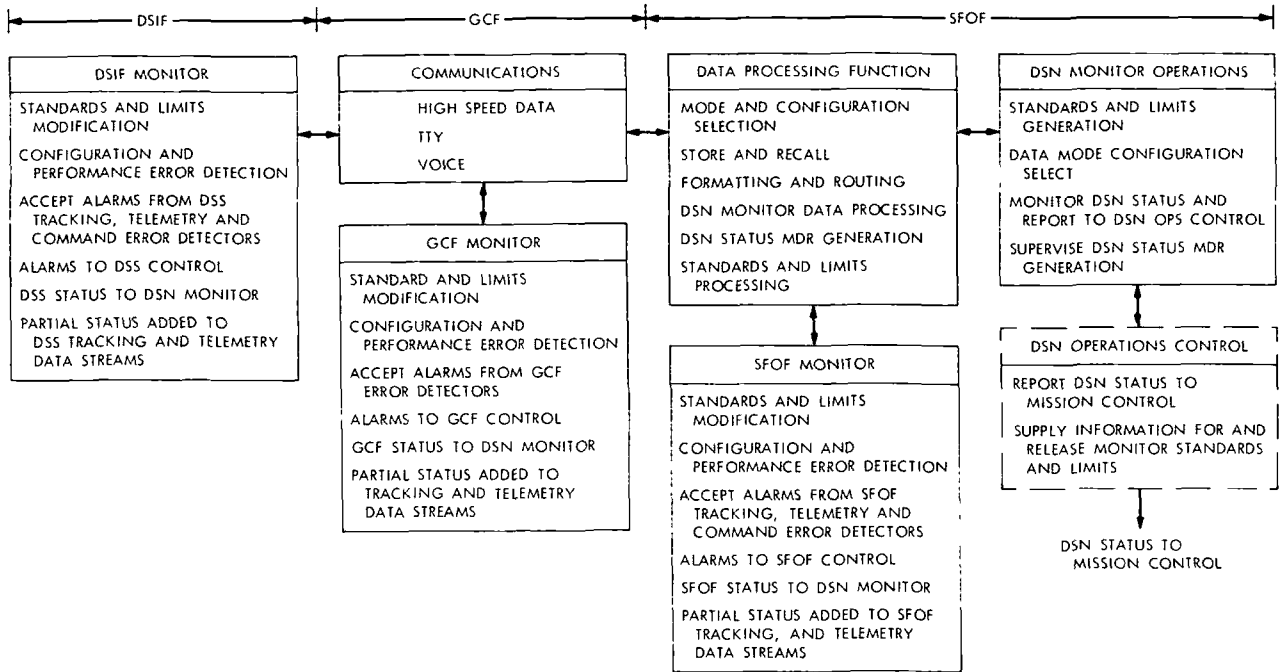 DSIF
GCF
SFOF
DSIF MONITOR
STANDARDS AND LIMITS
MODIFICATION
CONFIGURATION AND
PERFORMANCE ERROR DETECTION
ACCEPT ALARMS FROM DSS
TRACKING, TELEMETRY AND
COMMAND ERROR DETECTORS
ALARMS TO DSS CONTROL
DSS STATUS TO DSN MONITOR
PARTIAL STATUS ADDED TO
DSS TRACKING AND TELEMETRY
DATA STREAMS
COMMUNICATIONS
HIGH SPEED DATA
TTY
VOICE
GCF MONITOR
STANDARD AND LIMITS
MODIFICATION
CONFIGURATION AND
PERFORMANCE ERROR DETECTION
ACCEPT ALARMS FROM GCF
ERROR DETECTORS
ALARMS TO GCF CONTROL
GCF STATUS TO DSN MONITOR
PARTIAL STATUS ADDED TO
TRACKING AND TELEMETRY
DATA STREAMS
DATA PROCESSING FUNCTION
MODE AND CONFIGURATION
SELECTION
STORE AND RECALL
FORMATTING AND ROUTING
DSN MONITOR DATA PROCESSING
DSN STATUS MDR GENERATION
STANDARDS AND LIMITS
PROCESSING
SFOF MONITOR
STANDARDS AND LIMITS
MODIFICATION
CONFIGURATION AND
PERFORMANCE ERROR DETECTION
ACCEPT ALARMS FROM SFOF
TRACKING, TELEMETRY AND
COMMAND ERROR DETECTORS
ALARMS TO SFOF CONTROL
SFOF STATUS TO DSN MONITOR
PARTIAL STATUS ADDED TO SFOF
TRACKING, AND TELEMETRY
DATA STREAMS
DSN MONITOR OPERATIONS
STANDARDS AND LIMITS
GENERATION
DATA MODE CONFIGURATION
SELECT
MONITOR DSN STATUS AND
REPORT TO DSN OPS CONTROL
SUPERVISE DSN STATUS MDR
GENERATION
DSN OPERATIONS CONTROL
REPORT DSN STATUS TO
MISSION CONTROL
SUPPLY INFORMATION FOR AND
RELEASE MONITOR STANDARDS
AND LIMITS
DSN STATUS TO
MISSION CONTROL